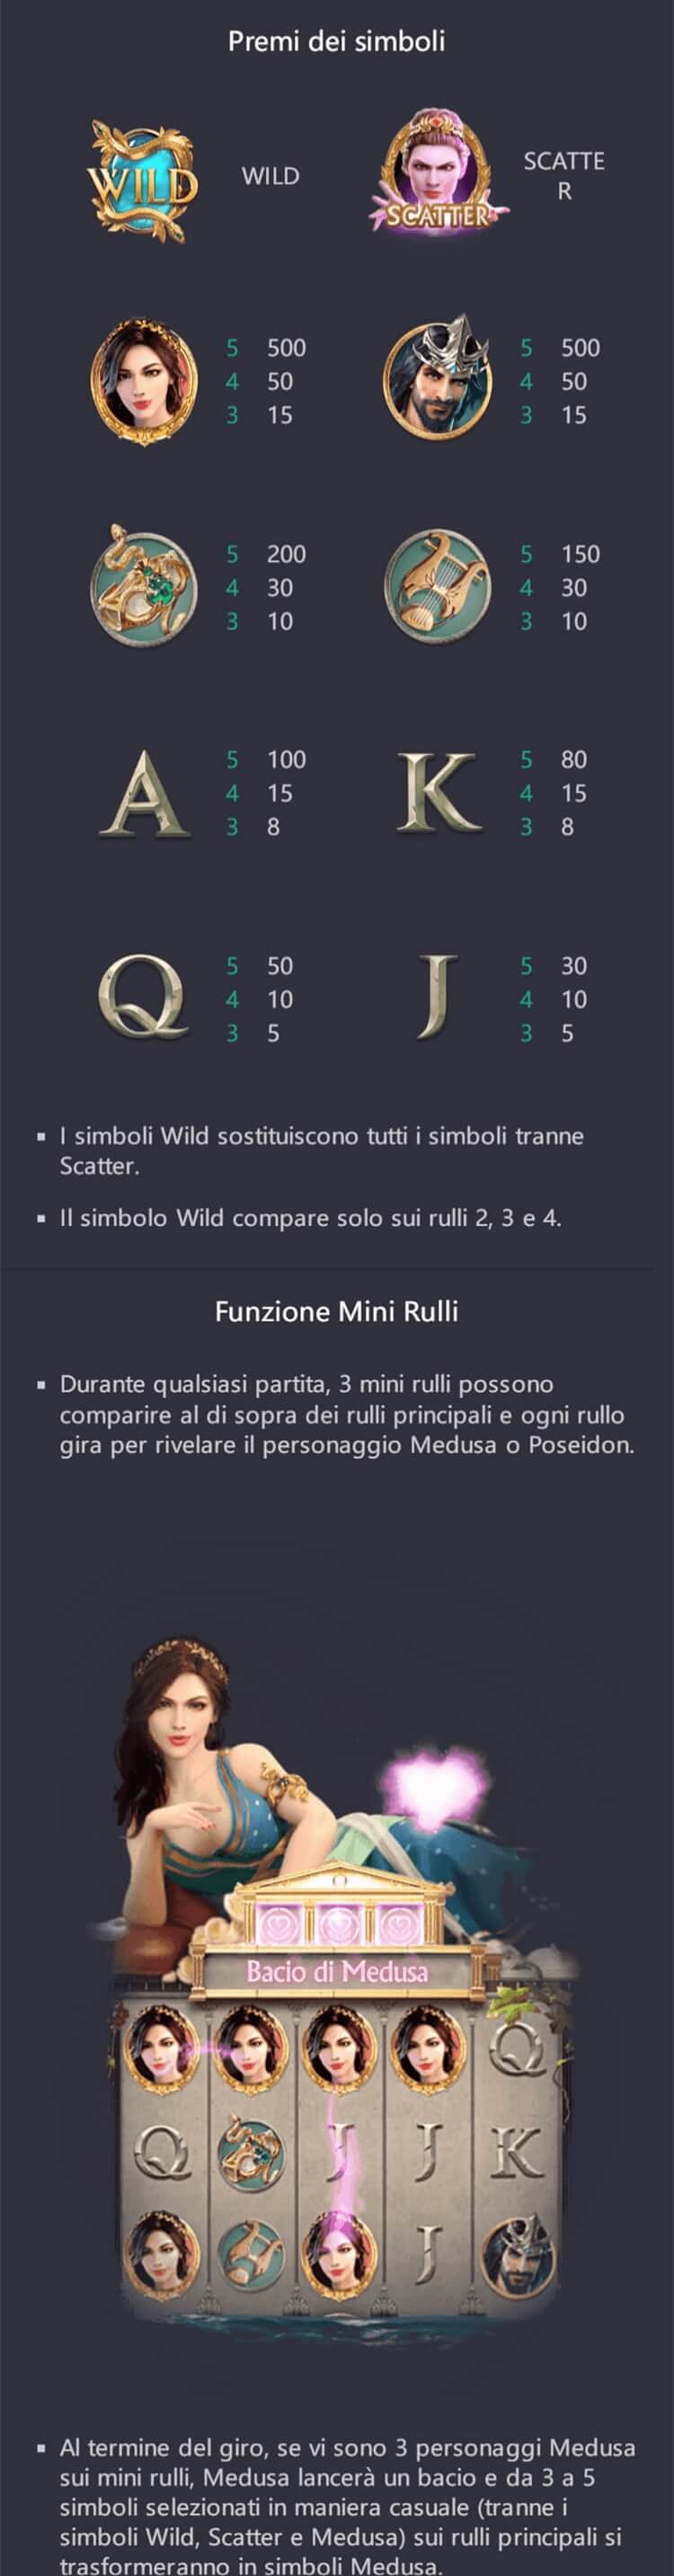 Premi dei simboli
WILD
WILD
SCATTER
SCATTE
R
5 500
4 50
3 15
5 500
4 50
3 15
5 200
4 30
3 10
5 150
4 30
3 10
A
5 100
4 15
3 8
K
5 80
4 15
3 8
Q
5 50
4 10
3 5
J
5 30
4 10
3 5
▪ I simboli Wild sostituiscono tutti i simboli tranne
Scatter.
▪ Il simbolo Wild compare solo sui rulli 2, 3 e 4.
Funzione Mini Rulli
▪ Durante qualsiasi partita, 3 mini rulli possono
comparire al di sopra dei rulli principali e ogni rullo
gira per rivelare il personaggio Medusa o Poseidon.
Bacio di Medusa
Q
Q J J K
J
▪ Al termine del giro, se vi sono 3 personaggi Medusa
sui mini rulli, Medusa lancerà un bacio e da 3 a 5
simboli selezionati in maniera casuale (tranne i
simboli Wild, Scatter e Medusa) sui rulli principali si
trasformeranno in simboli Medusa.